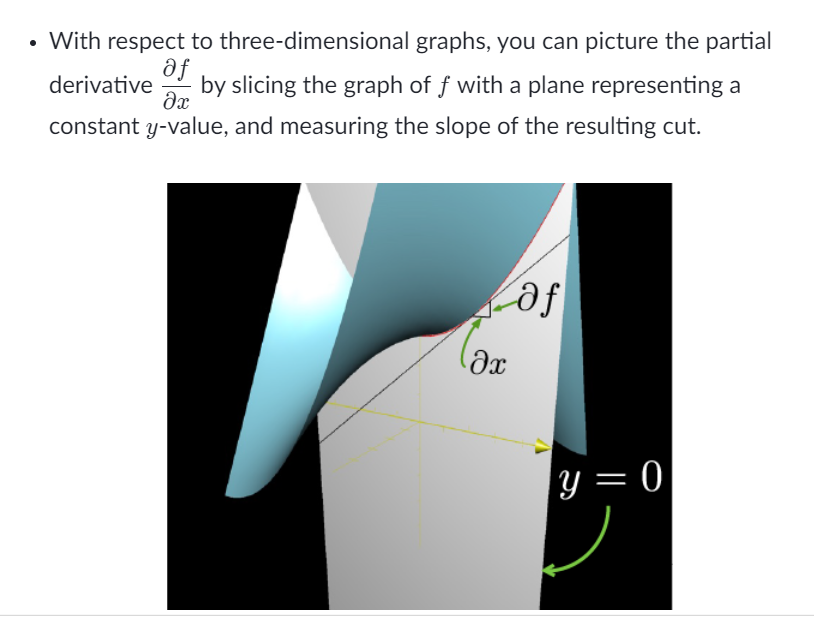 • With respect to three-dimensional graphs, you can picture the partial
derivative ∂f/∂x by slicing the graph of f with a plane representing a
constant y-value, and measuring the slope of the resulting cut.
∂f
∂x
y = 0